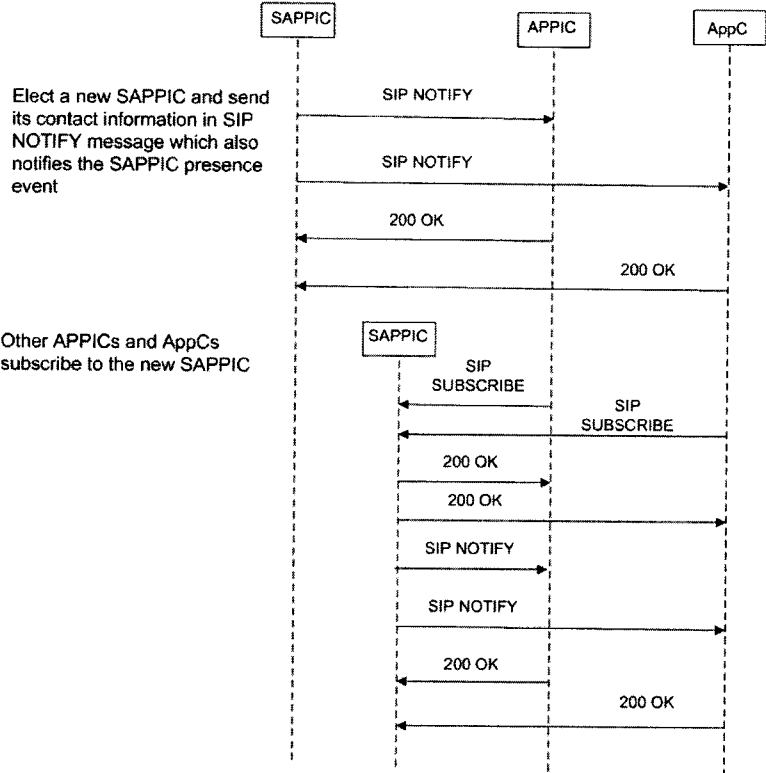 SAPPIC
APPIC
AppC
Elect a new SAPPIC and send
its contact information in SIP
NOTIFY message which also
notifies the SAPPIC presence
event
SIP NOTIFY
SIP NOTIFY
200 OK
200 OK
Other APPICs and AppCs
subscribe to the new SAPPIC
SAPPIC
SIP
SUBSCRIBE
SIP
SUBSCRIBE
200 OK
200 OK
SIP NOTIFY
SIP NOTIFY
200 OK
200 OK